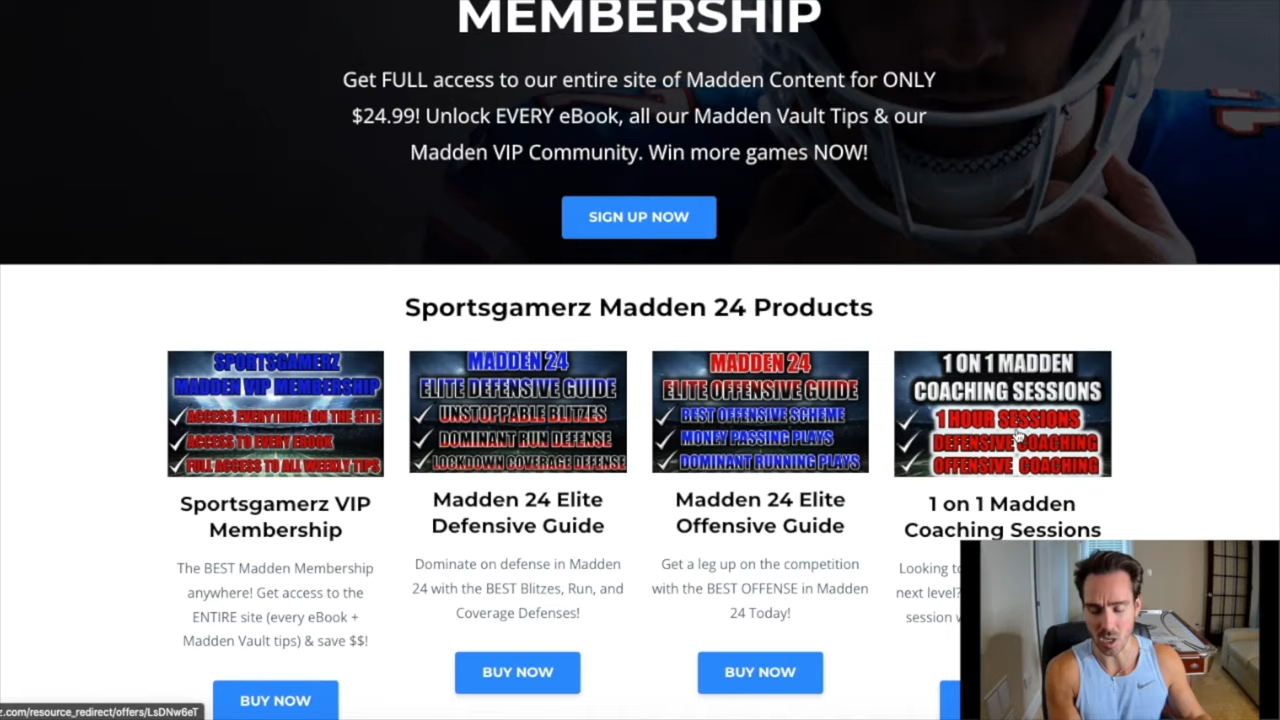 MEMBERSHIP
Get FULL access to our entire site of Madden Content for ONLY
$24.99! Unlock EVERY eBook, all our Madden Vault Tips & our
Madden VIP Community. Win more games NOW!
SIGN UP NOW
Sportsgamerz Madden 24 Products
SPORTSGAMERZ
MADDEN VIP MEMBERSHIP
ACCESS EVERYTHING ON THE SITE
ACCESS TO EVERY EBOOK
FULL ACCESS TO ALL WEEKLY TIPS
Sportsgamerz VIP
Membership
The BEST Madden Membership
anywhere! Get access to the
ENTIRE site (every eBook +
Madden Vault tips) & save $$!
BUY NOW
MADDEN 24
ELITE DEFENSIVE GUIDE
UNSTOPPABLE BLITZES
DOMINANT RUN DEFENSE
LOCKDOWN COVERAGE DEFENSE
Madden 24 Elite
Defensive Guide
Dominate on defense in Madden
24 with the BEST Blitzes, Run, and
Coverage Defenses!
BUY NOW
MADDEN 24
ELITE OFFENSIVE GUIDE
BEST OFFENSIVE SCHEME
MONEY PASSING PLAYS
DOMINANT RUNNING PLAYS
Madden 24 Elite
Offensive Guide
Get a leg up on the competition
with the BEST OFFENSE in Madden
24 Today!
BUY NOW
1 ON 1 MADDEN
COACHING SESSIONS
1 HOUR SESSIONS
DEFENSIVE COACHING
OFFENSIVE COACHING
1 on 1 Madden
Coaching Sessions
Looking
next level?
session
z.com/resource_redirect/offers/LsDNw6eT